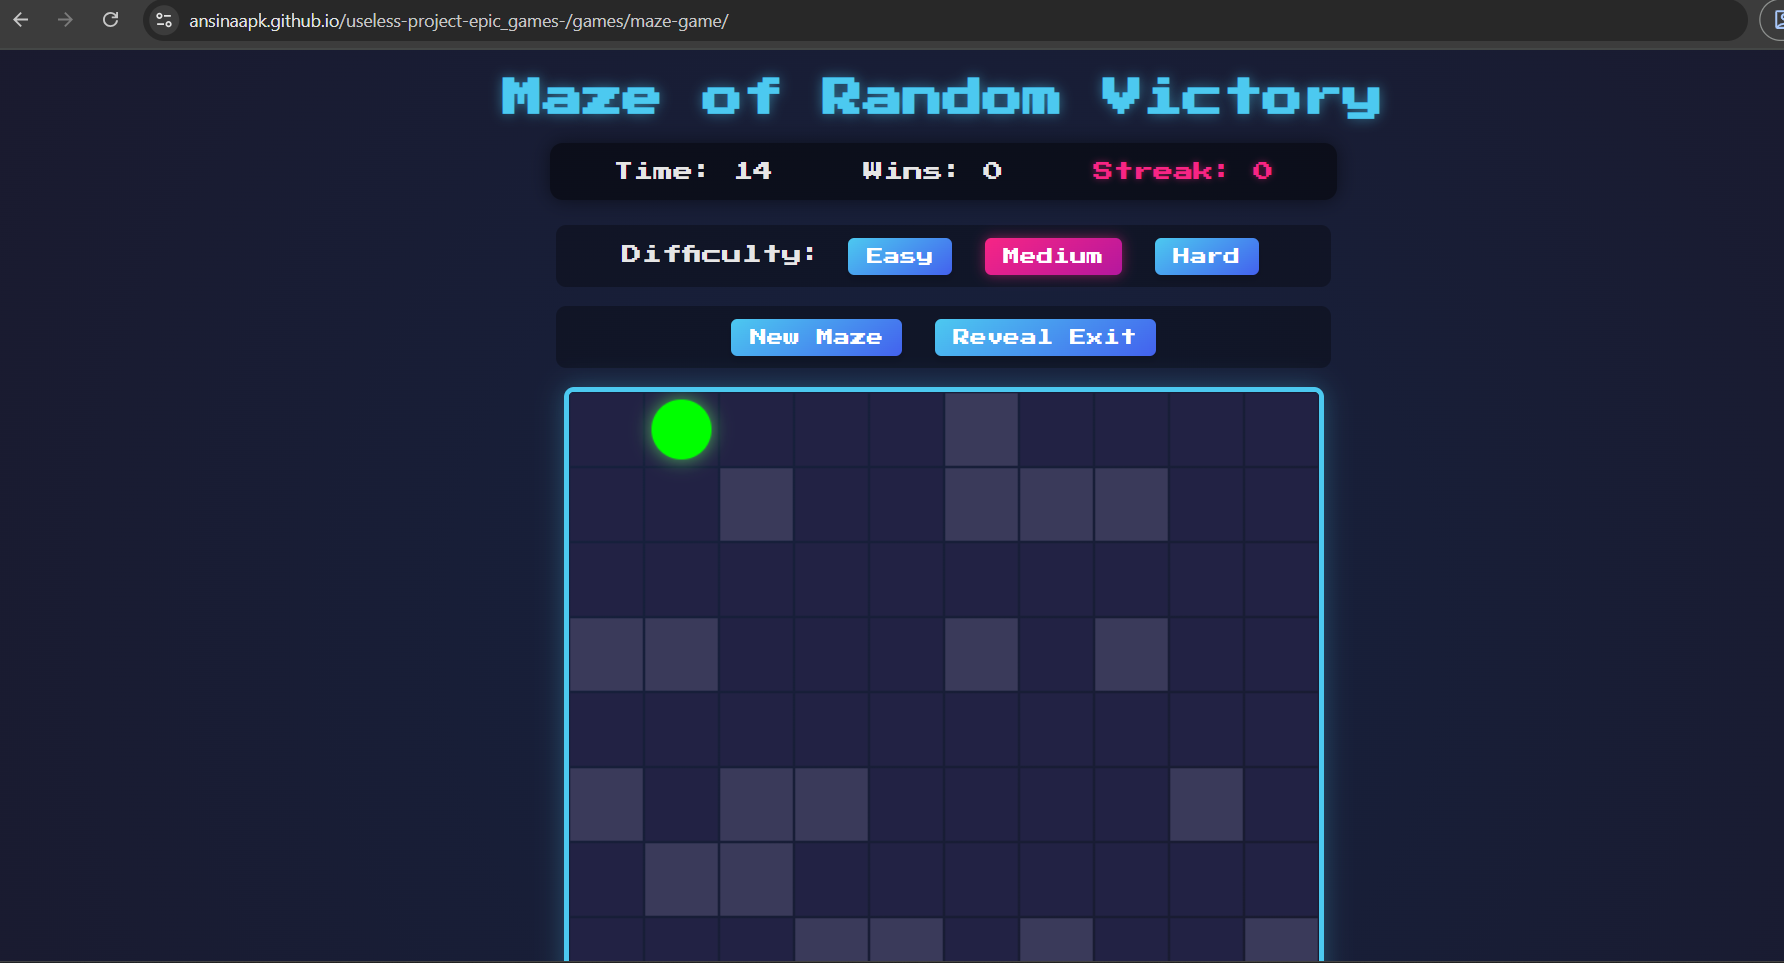 ansinaapk.github.io/useless-project-epic_games-/games/maze-game/
Maze of Random Victory
Time: 14 Wins: 0 Streak: 0
Difficulty: Easy Medium Hard
New Maze Reveal Exit